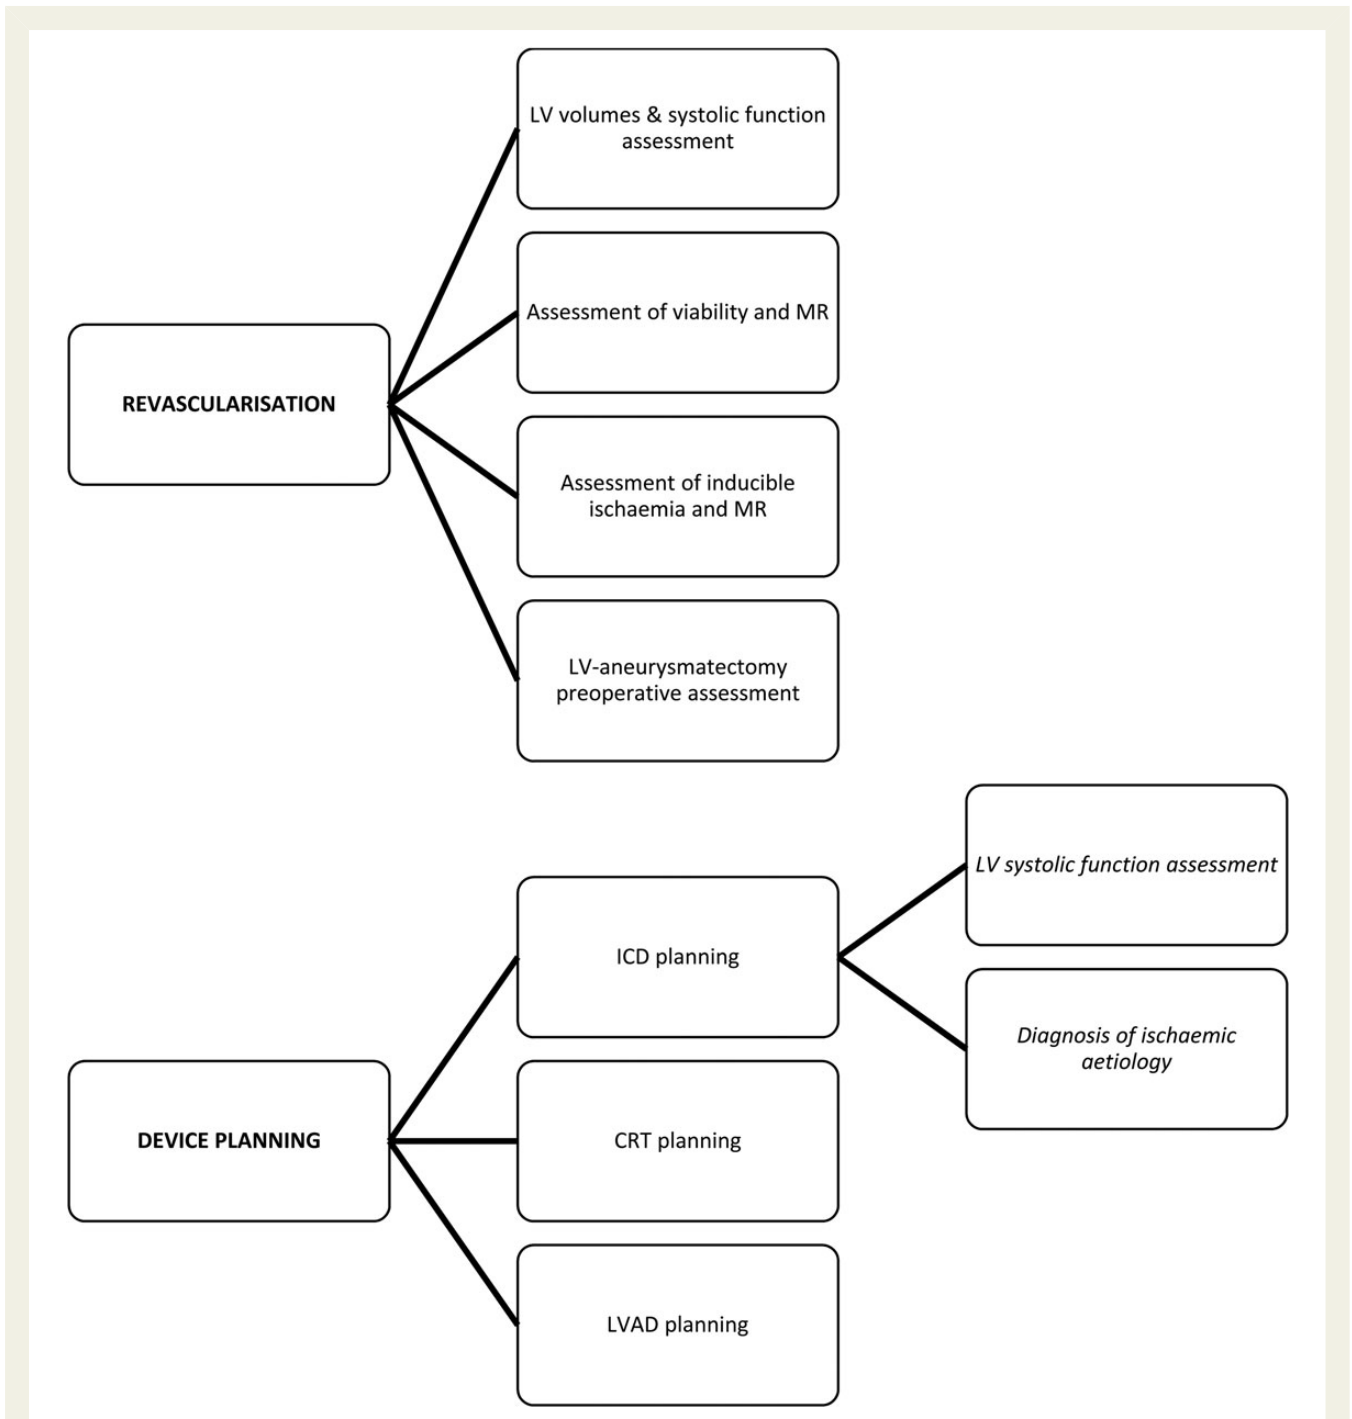 REVASCULARISATION
LV volumes & systolic function
assessment
Assessment of viability and MR
Assessment of inducible
ischaemia and MR
LV-aneurysmatectomy
preoperative assessment
DEVICE PLANNING
ICD planning
LV systolic function assessment
Diagnosis of ischaemic
aetiology
CRT planning
LVAD planning